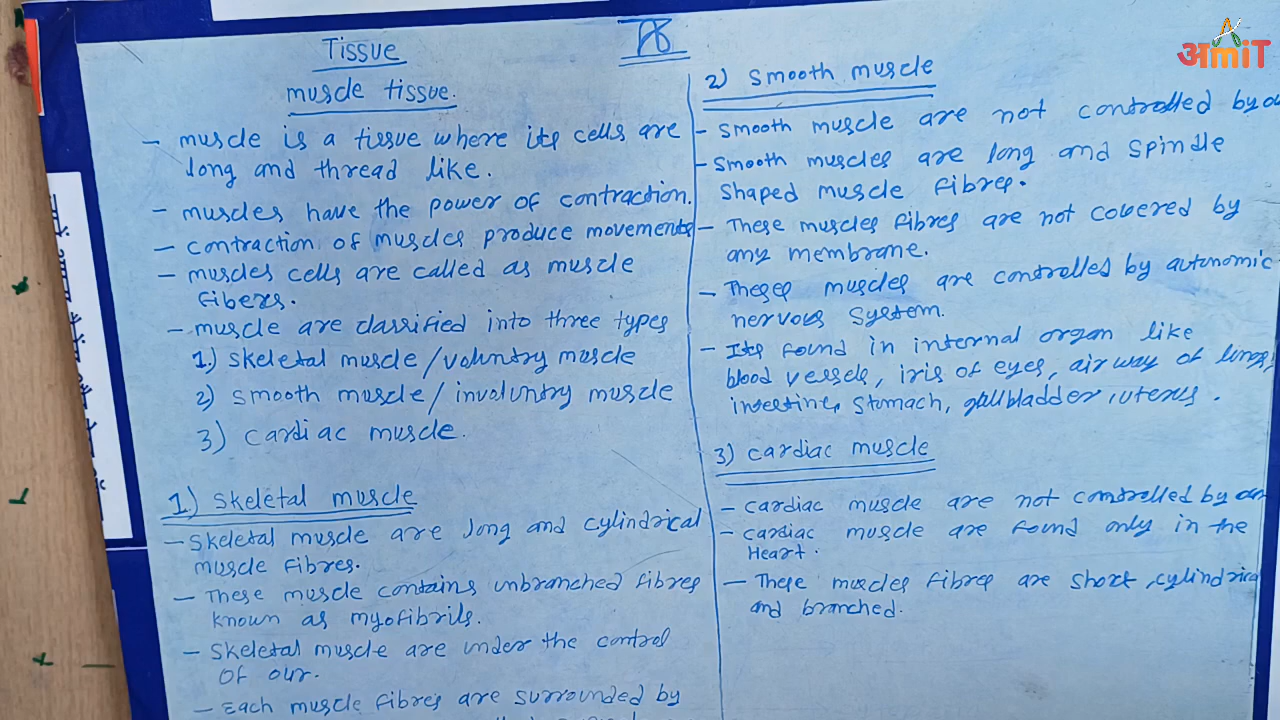 Tissue
78
muscle tissue.
- muscle is a tissue where its cells are
long and thread like.
- muscles have the power of contraction.
- contraction of muscles produce movements
- muscles cells are called as muscle
fibers.
- muscle are classified into three types
1) skeletal muscle/voluntry muscle
2) smooth muscle/involuntry muscle
3) cardiac muscle.
1) skeletal muscle
- skeletal muscle are long and cylindrical
muscle fibres.
- These muscle contains unbranched fibres
known as myofibrils.
- skeletal muscle are under the control
of our.
- Each muscle fibres are surrounded by
2) smooth muscle
- smooth muscle are not controlled by
- smooth muscles are long and spindle
shaped muscle fibres.
- These muscles fibres are not covered by
any membrane.
- Theses muscles are controlled by autonomic
nervous system.
- Its found in internal organ like
blood vessels, iris of eyes, airway of lungs,
intestine, stomach, gallbladder, uterus.
3) cardiac muscle
- cardiac muscle are not controlled by
- cardiac muscle are found only in the
Heart.
- These muscles fibres are short, cylindrica
and branched.
अmiT